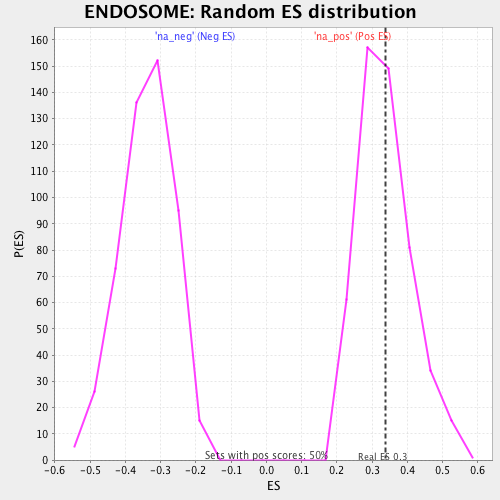 ENDOSOME: Random ES distribution
'na_neg' (Neg ES) 'na_pos' (Pos ES)
160
150
140
130
120
110
100
90
80
70
60
50
40
30
20
10
0
P(ES)
Sets with pos scores: 50%
Real ES 0.3
-0.6 -0.5 -0.4 -0.3 -0.2 -0.1 0.0 0.1 0.2 0.3 0.4 0.5 0.6
ES